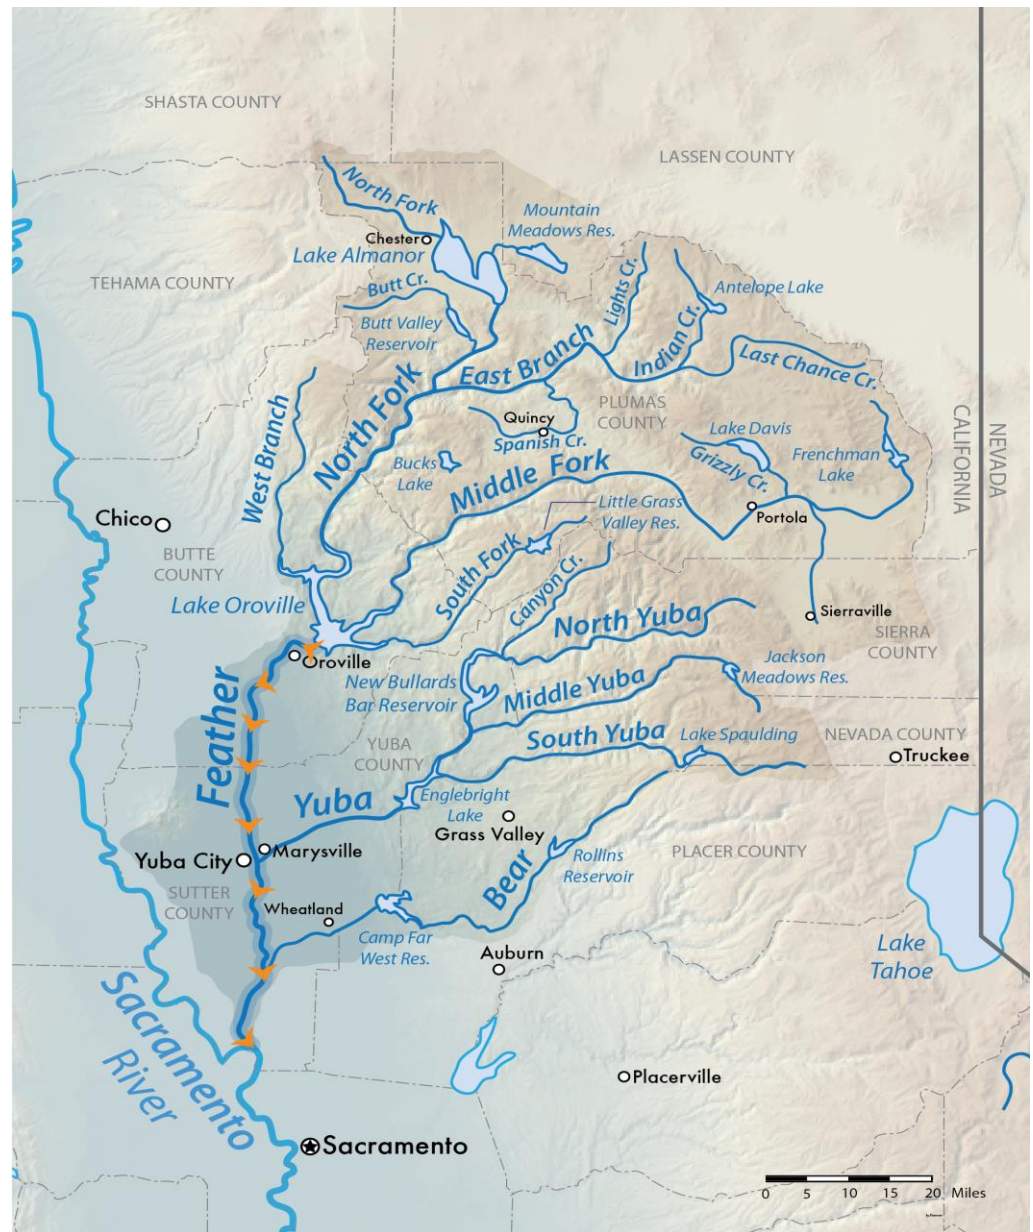 SHASTA COUNTY
LASSEN COUNTY
North Fork
Mountain
Meadows Res.
Chester
Lake Almanor
TEHAMA COUNTY
Butt Cr.
Lights Cr.
Antelope Lake
Butt Valley
Reservoir
Indian Cr.
East Branch
Last Chance Cr.
North Fork
West Branch
PLUMAS
COUNTY
Quincy
Spanish Cr.
Lake Davis
Grizzly Cr.
Frenchman
Lake
CALIFORNIA
NEVADA
Bucks
Lake
Middle Fork
Little Grass
Valley Res.
Portola
Chico
BUTTE
COUNTY
South Fork
Canyon Cr.
Lake Oroville
North Yuba
Sierraville
SIERRA
COUNTY
Oroville
New Bullards
Bar Reservoir
Middle Yuba
Jackson
Meadows Res.
Feather
YUBA
COUNTY
South Yuba
Lake Spaulding
NEVADA COUNTY
Truckee
Yuba
Englebright
Lake
Grass Valley
Marysville
Yuba City
Bear
Rollins
Reservoir
PLACER COUNTY
SUTTER
COUNTY
Wheatland
Camp Far
West Res.
Auburn
Lake
Tahoe
Sacramento
River
Placerville
Sacramento
0 5 10 15 20 Miles